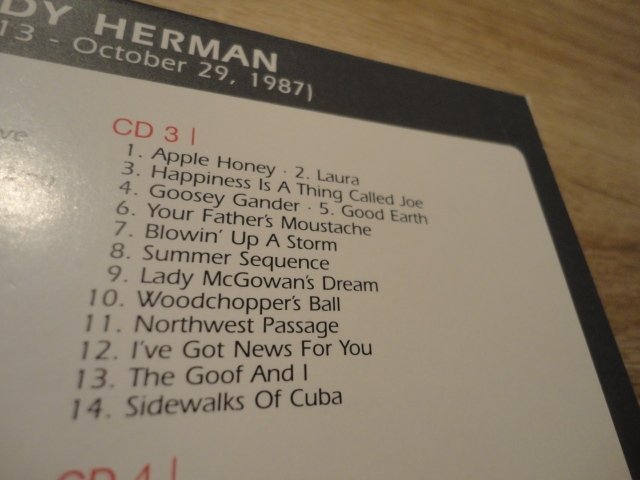 DY HERMAN
13 - October 29, 1987)
ve
CD 3 |
1. Apple Honey · 2. Laura
3. Happiness Is A Thing Called Joe
4. Goosey Gander · 5. Good Earth
6. Your Father's Moustache
7. Blowin' Up A Storm
8. Summer Sequence
9. Lady McGowan's Dream
10. Woodchopper's Ball
11. Northwest Passage
12. I've Got News For You
13. The Goof And I
14. Sidewalks Of Cuba
CD 4 |